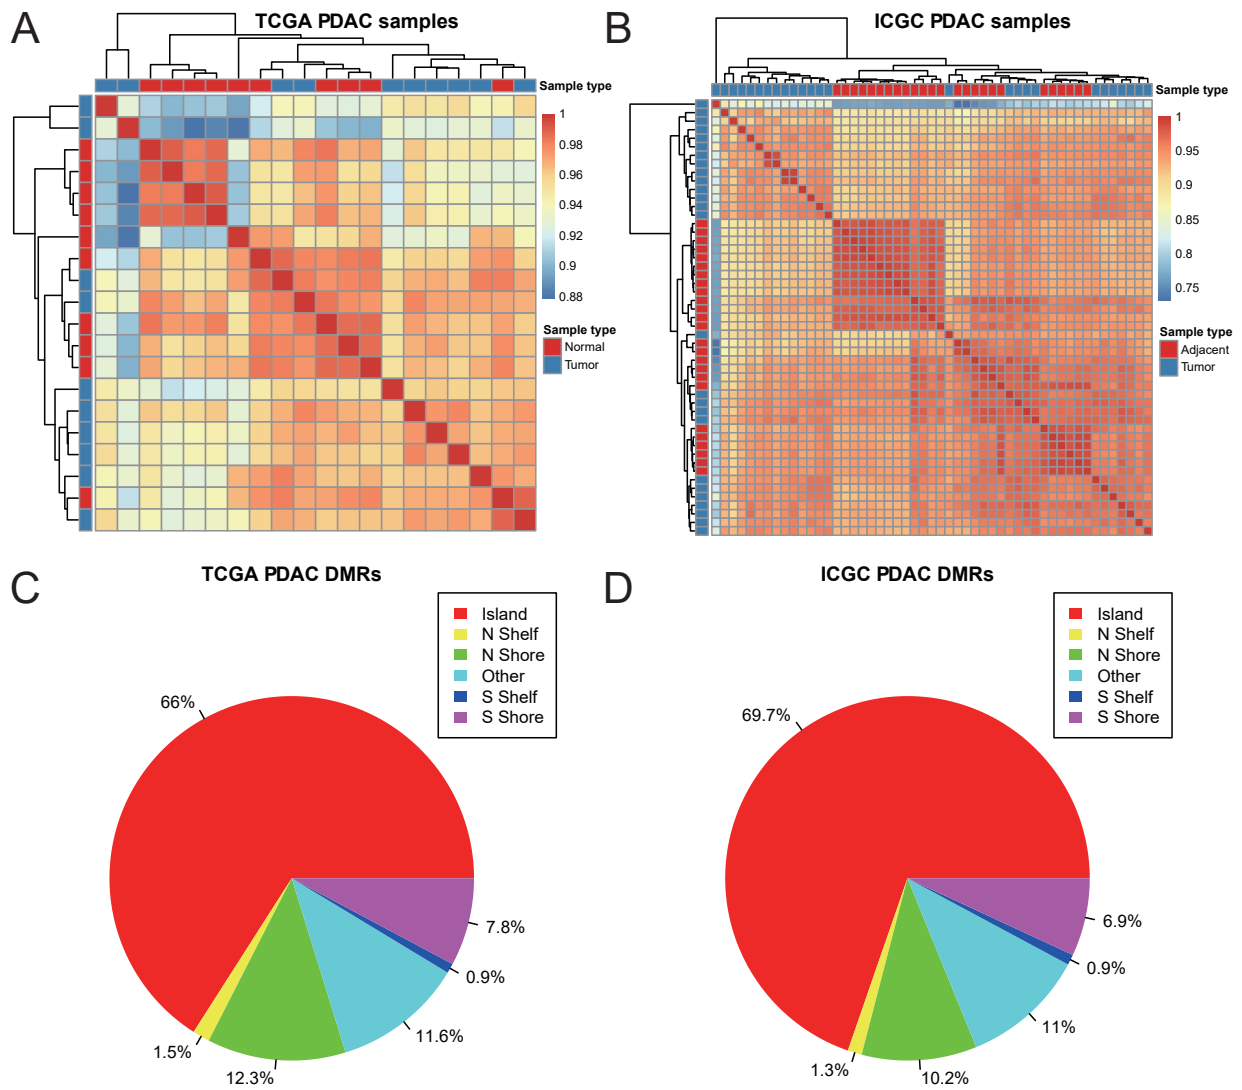 A
TCGA PDAC samples
Sample type
1
0.98
0.96
0.94
0.92
0.9
0.88
Sample type
Normal
Tumor
B
ICGC PDAC samples
Sample type
1
0.95
0.9
0.85
0.8
0.75
Sample type
Adjacent
Tumor
C
TCGA PDAC DMRs
Island
N Shelf
N Shore
Other
S Shelf
S Shore
66%
7.8%
0.9%
11.6%
12.3%
1.5%
D
ICGC PDAC DMRs
Island
N Shelf
N Shore
Other
S Shelf
S Shore
69.7%
6.9%
0.9%
11%
10.2%
1.3%